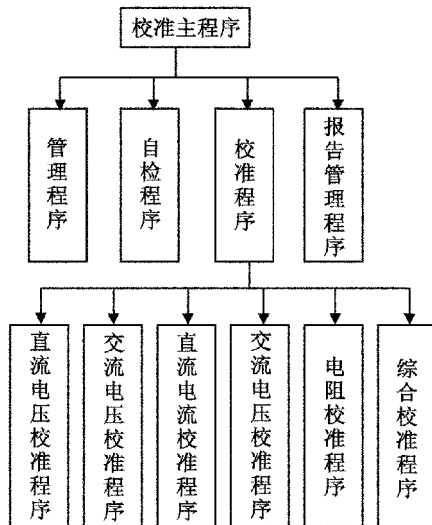 校准主程序
管理程序
自检程序
校准程序
报告管理程序
直流电压校准程序
交流电压校准程序
直流电流校准程序
交流电压校准程序
电阻校准程序
综合校准程序